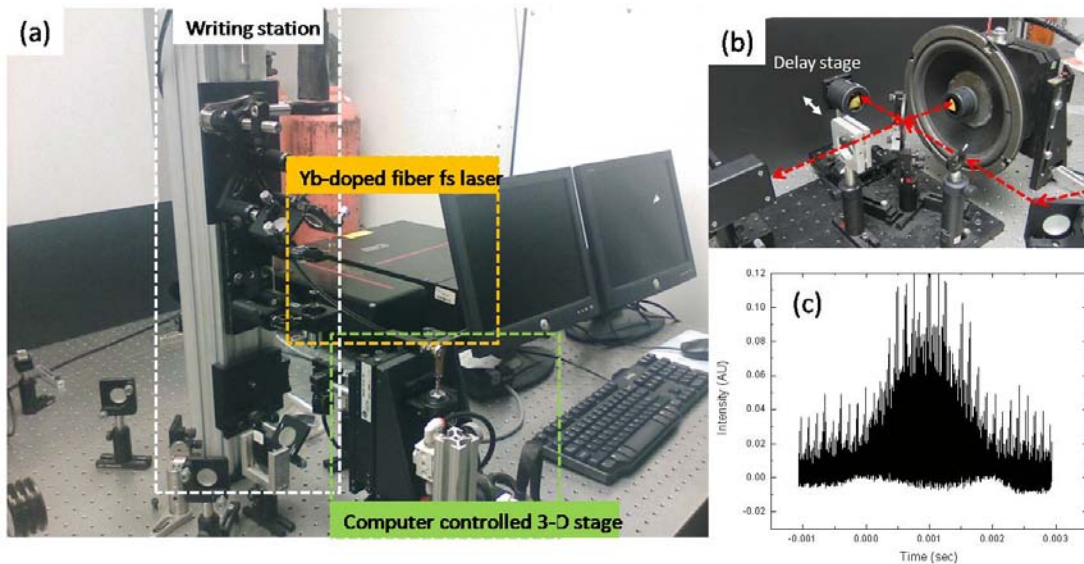 (a)
Writing station
Yb-doped fiber fs laser
Computer controlled 3-D stage
(b)
Delay stage
(c)
Intensity (AU)
0.12
0.10
0.08
0.06
0.04
0.02
0.00
-0.02
-0.001 0.000 0.001 0.002 0.003
Time (sec)